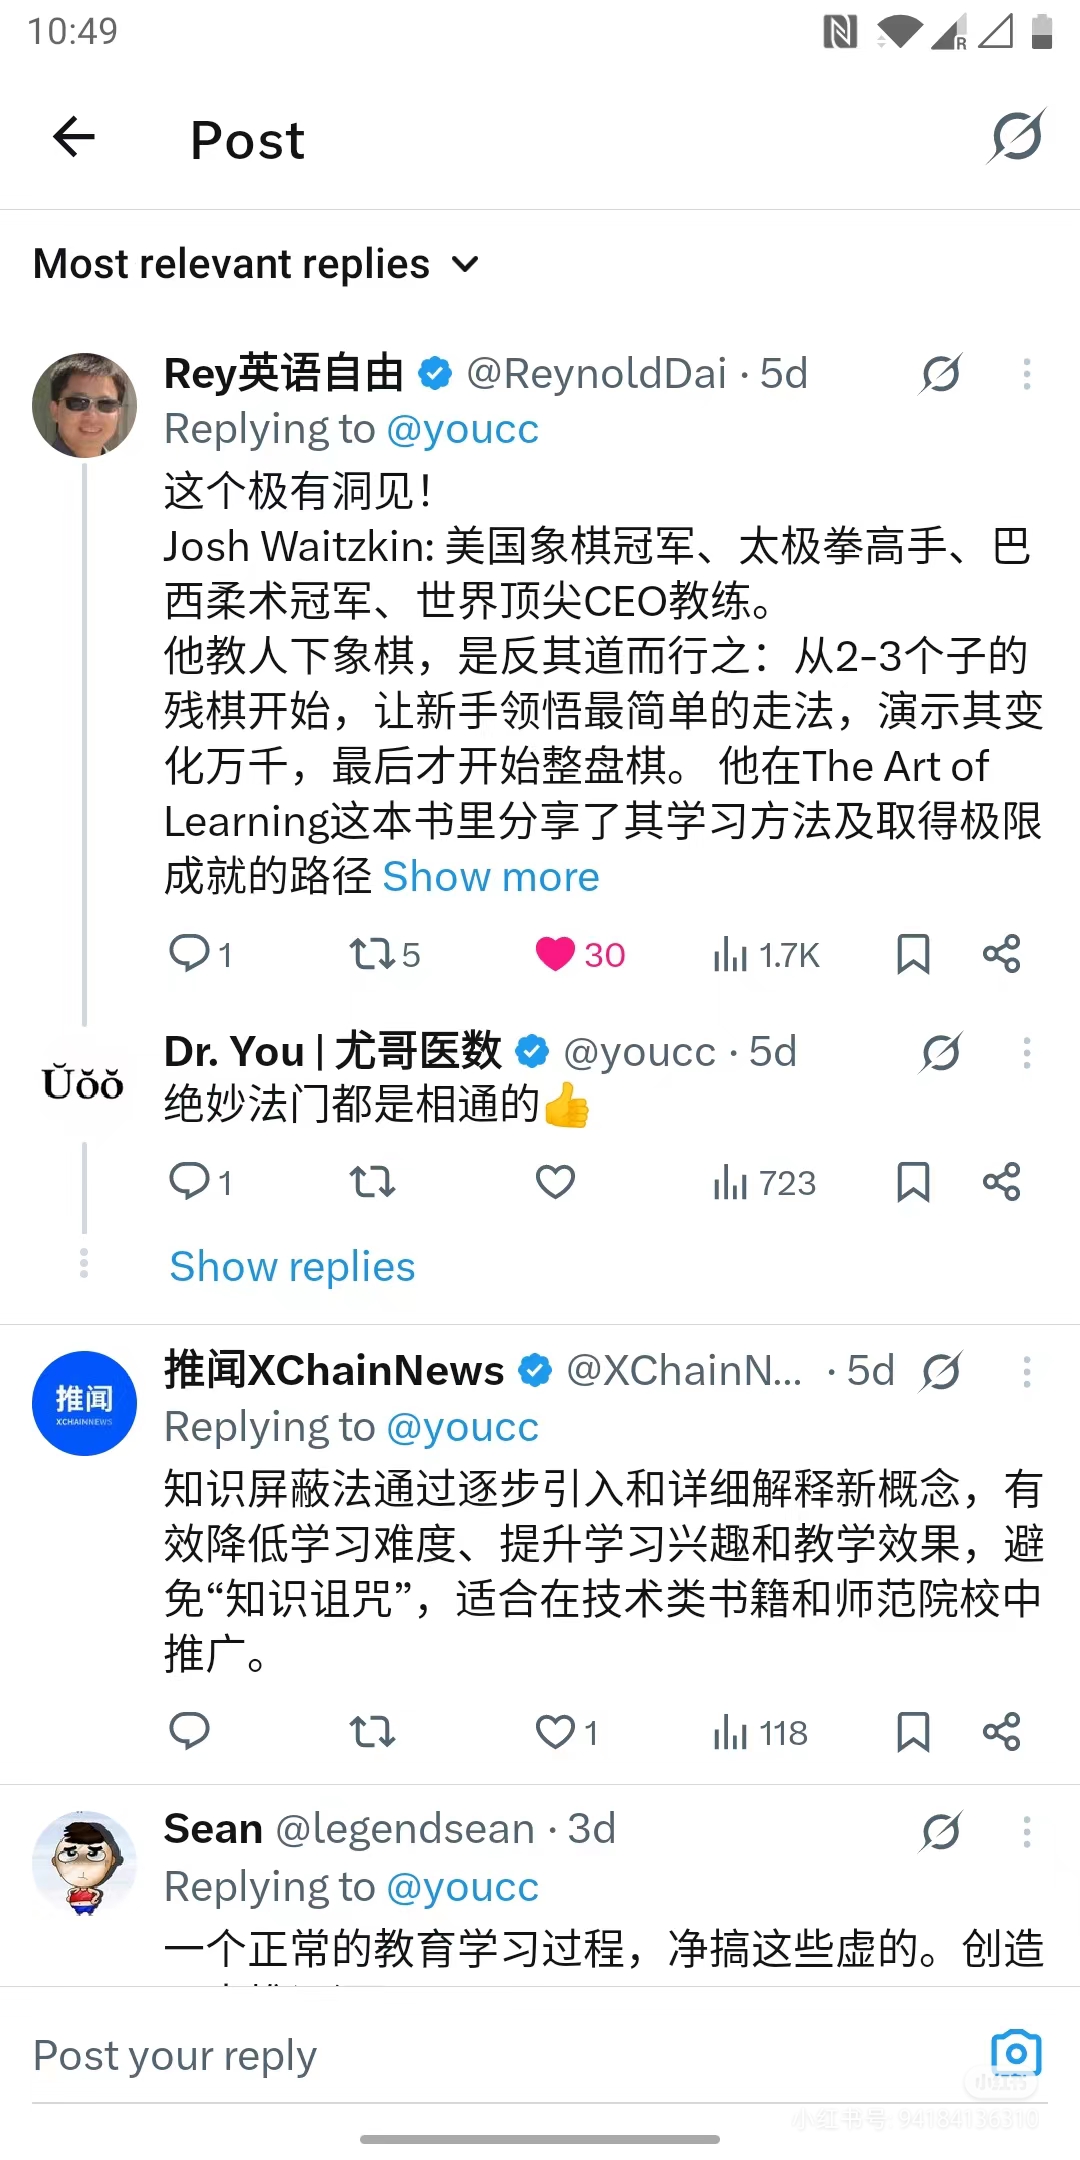 10:49
R
Post
Most relevant replies
Rey英语自由 @ReynoldDai · 5d
Replying to @youcc
这个极有洞见！
Josh Waitzkin: 美国象棋冠军、太极拳高手、巴
西柔术冠军、世界顶尖CEO教练。
他教人下象棋，是反其道而行之：从2-3个子的
残棋开始，让新手领悟最简单的走法，演示其变
化万千，最后才开始整盘棋。 他在The Art of
Learning这本书里分享了其学习方法及取得极限
成就的路径 Show more
1 5 30 1.7K
Ŭŏŏ
Dr. You | 尤哥医数 @youcc · 5d
绝妙法门都是相通的👍
1 723
Show replies
推闻
XCHAINNEWS
推闻XChainNews @XChainN... · 5d
Replying to @youcc
知识屏蔽法通过逐步引入和详细解释新概念，有
效降低学习难度、提升学习兴趣和教学效果，避
免“知识诅咒”，适合在技术类书籍和师范院校中
推广。
1 118
Sean @legendsean · 3d
Replying to @youcc
一个正常的教育学习过程，净搞这些虚的。创造
Post your reply
小红书
小红书号: 94184136310